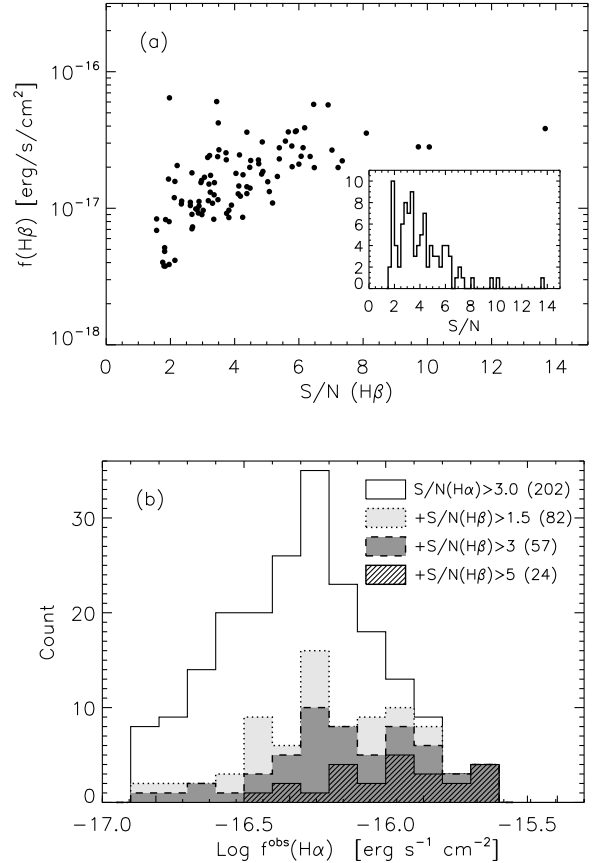 (a)
f(Hβ) [erg/s/cm²]
10⁻¹⁶
10⁻¹⁷
10⁻¹⁸
0 2 4 6 8 10 12 14
S/N (Hβ)
10
8
6
4
2
0
0 2 4 6 8 10 12 14
S/N
(b)
Count
30
20
10
0
S/N(Hα)>3.0 (202)
+S/N(Hβ)>1.5 (82)
+S/N(Hβ)>3 (57)
+S/N(Hβ)>5 (24)
-17.0 -16.5 -16.0 -15.5
Log fᵒᵇˢ(Hα) [erg s⁻¹ cm⁻²]